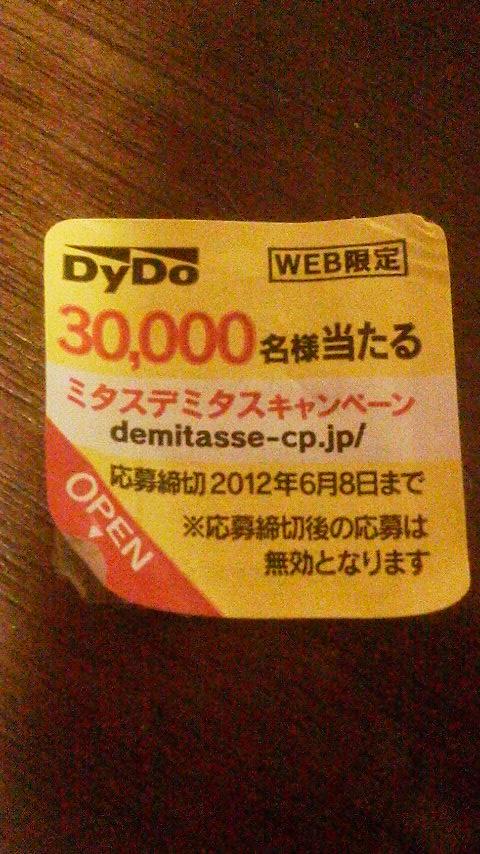 DyDo
WEB限定
30,000名様当たる
ミタスデミタスキャンペーン
demitasse-cp.jp/
応募締切2012年6月8日まで
※応募締切後の応募は
無効となります
OPEN